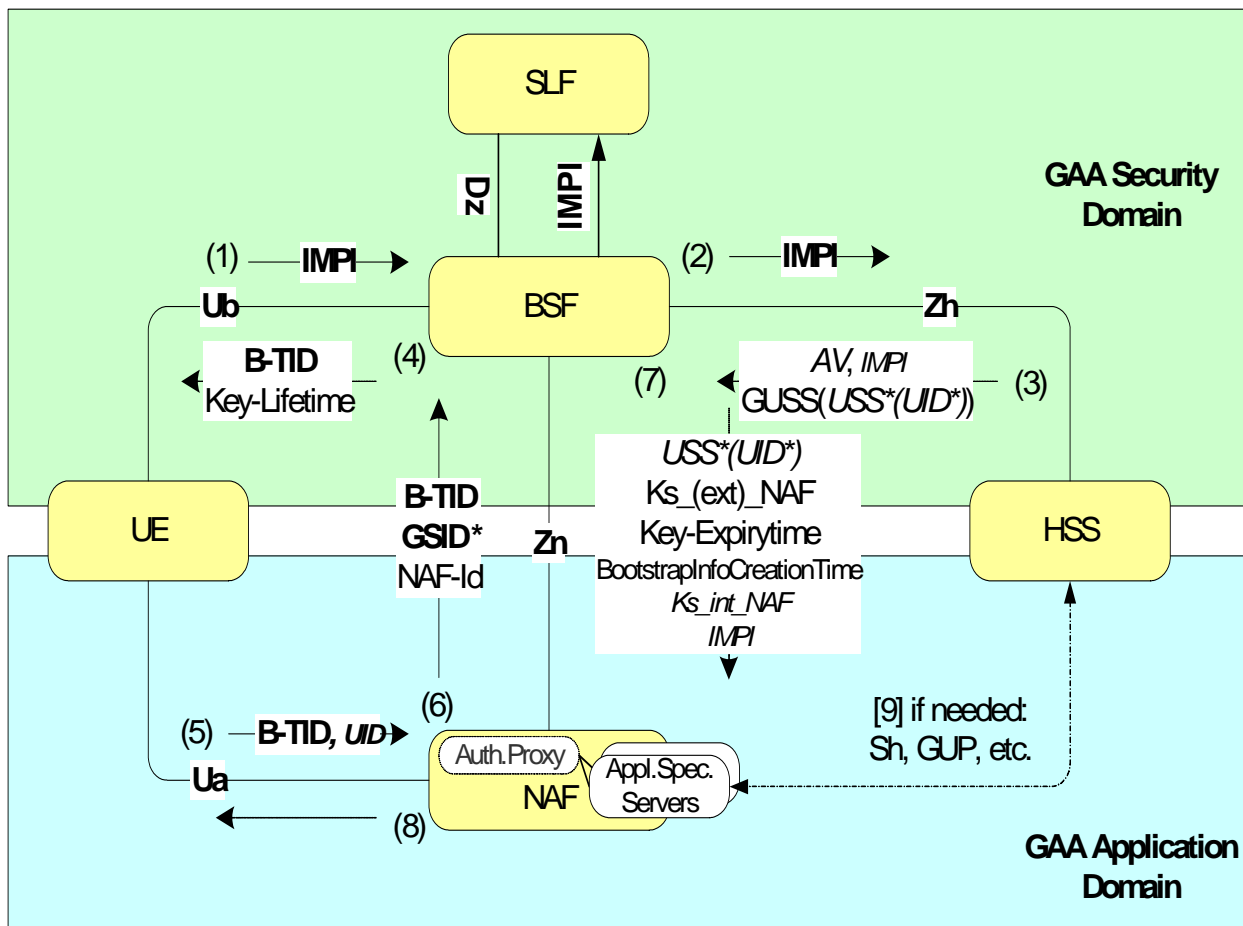 SLF
Dz
IMPI
GAA Security
Domain
(1)
IMPI
(2)
IMPI
Ub
BSF
Zh
B-TID
Key-Lifetime
(4)
(7)
AV, IMPI
GUSS(USS*(UID*))
(3)
USS*(UID*)
Ks_(ext)_NAF
Key-Expirytime
BootstrapInfoCreationTime
Ks_int_NAF
IMPI
B-TID
GSID*
NAF-Id
Zn
UE
HSS
(6)
(5)
B-TID, UID
Ua
(8)
Auth.Proxy
NAF
Appl.Spec.
Servers
[9] if needed:
Sh, GUP, etc.
GAA Application
Domain